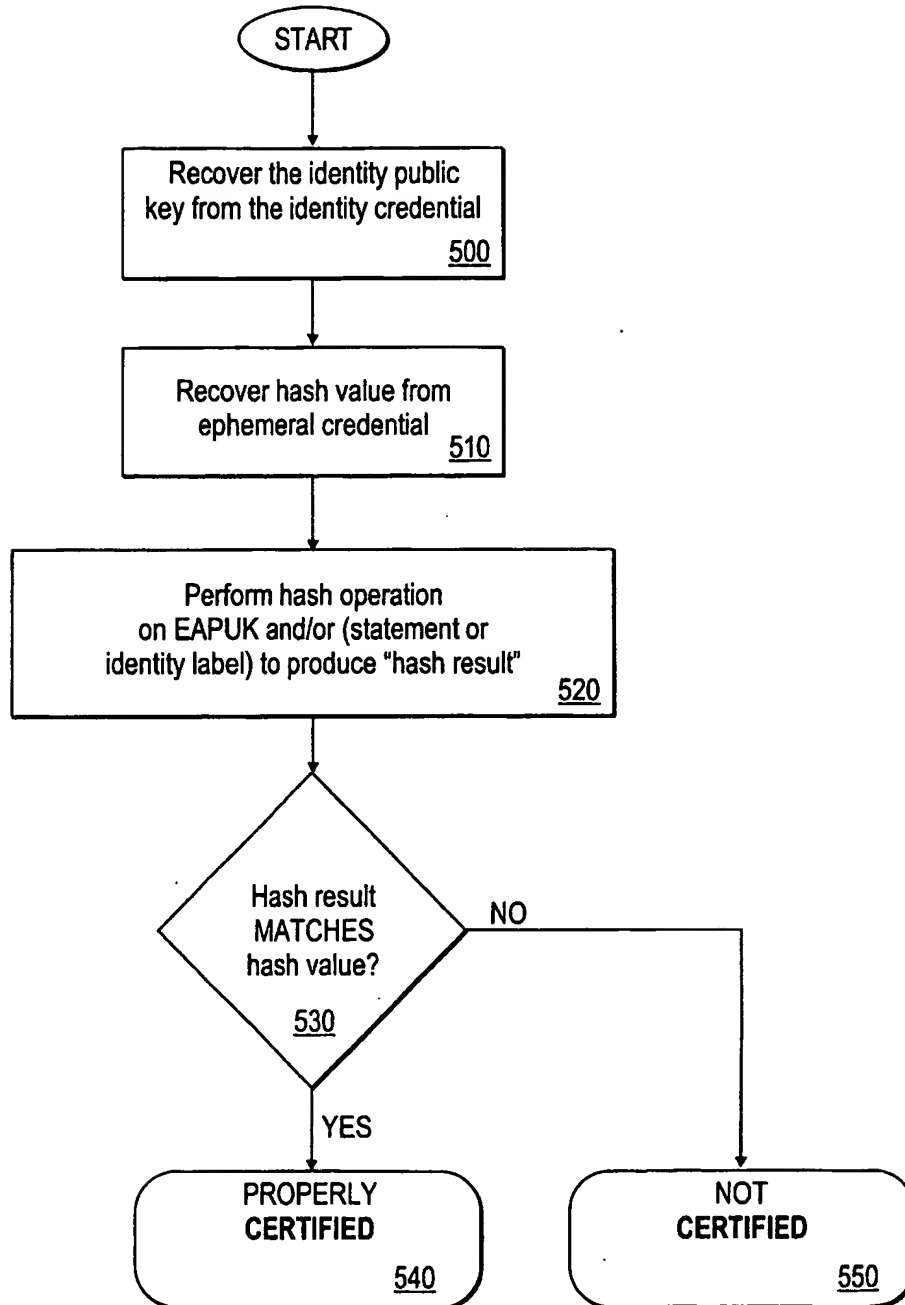 START
Recover the identity public
key from the identity credential
500
Recover hash value from
ephemeral credential
510
Perform hash operation
on EAPUK and/or (statement or
identity label) to produce “hash result”
520
Hash result
MATCHES
hash value?
530
NO
YES
PROPERLY
CERTIFIED
540
NOT
CERTIFIED
550